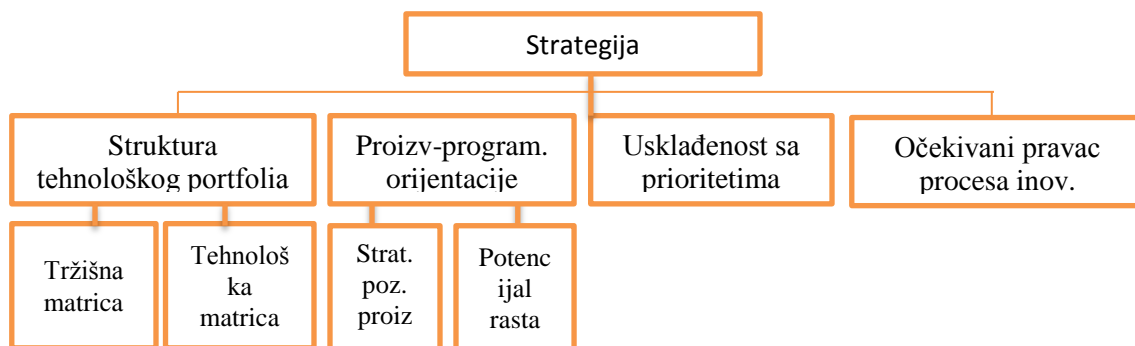 Strategija
Struktura
tehnološkog portfolia
Proizv-program.
orijentacije
Usklađenost sa
prioritetima
Očekivani pravac
procesa inov.
Tržišna
matrica
Tehnološ
ka
matrica
Strat.
poz.
proiz
Potenc
ijal
rasta